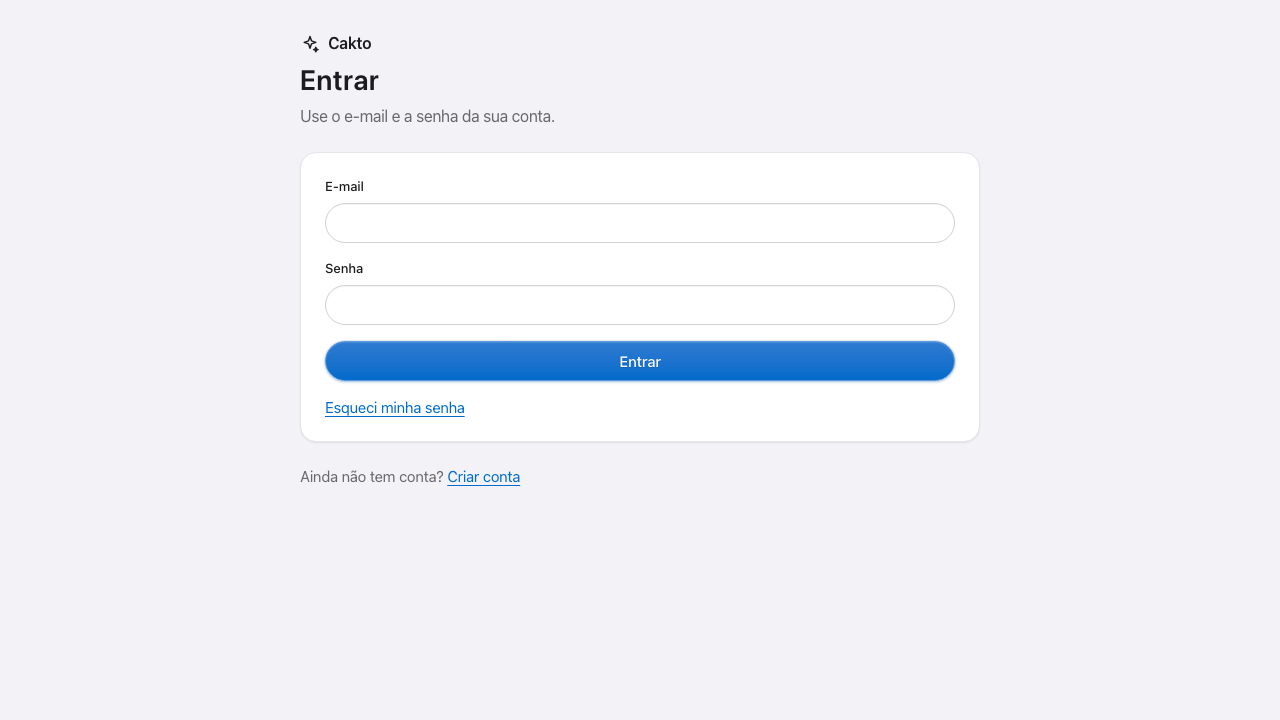 Cakto
Entrar
Use o e-mail e a senha da sua conta.
E-mail
Senha
Entrar
Esqueci minha senha
Ainda não tem conta? Criar conta